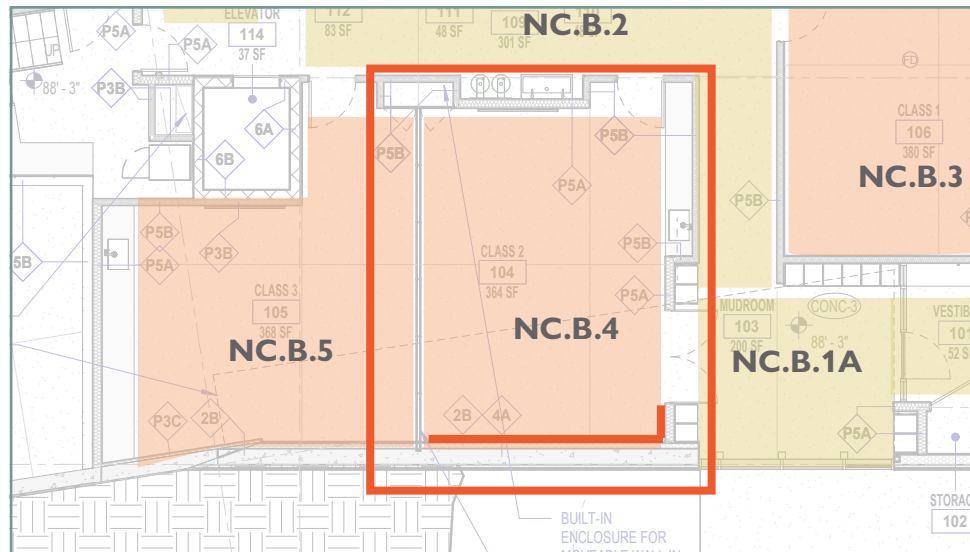 ELEVATOR
114
37 SF
112
83 SF
111
48 SF
109
301 SF
110
NC.B.2
UP
P5A
P5A
88' - 3"
P3B
6A
6B
P5B
P5B
P5A
FD
CLASS 1
106
380 SF
NC.B.3
P5B
P5B
P5A
P3B
5B
P5B
P5A
CLASS 3
105
368 SF
NC.B.5
CLASS 2
104
364 SF
NC.B.4
MUDROOM
103
200 SF
CONC-3
88' - 3"
NC.B.1A
VESTIB
101
52 S
P3C
2B
2B
4A
P5A
STORAG
102
BUILT-IN
ENCLOSURE FOR
MOVEABLE WALL IN